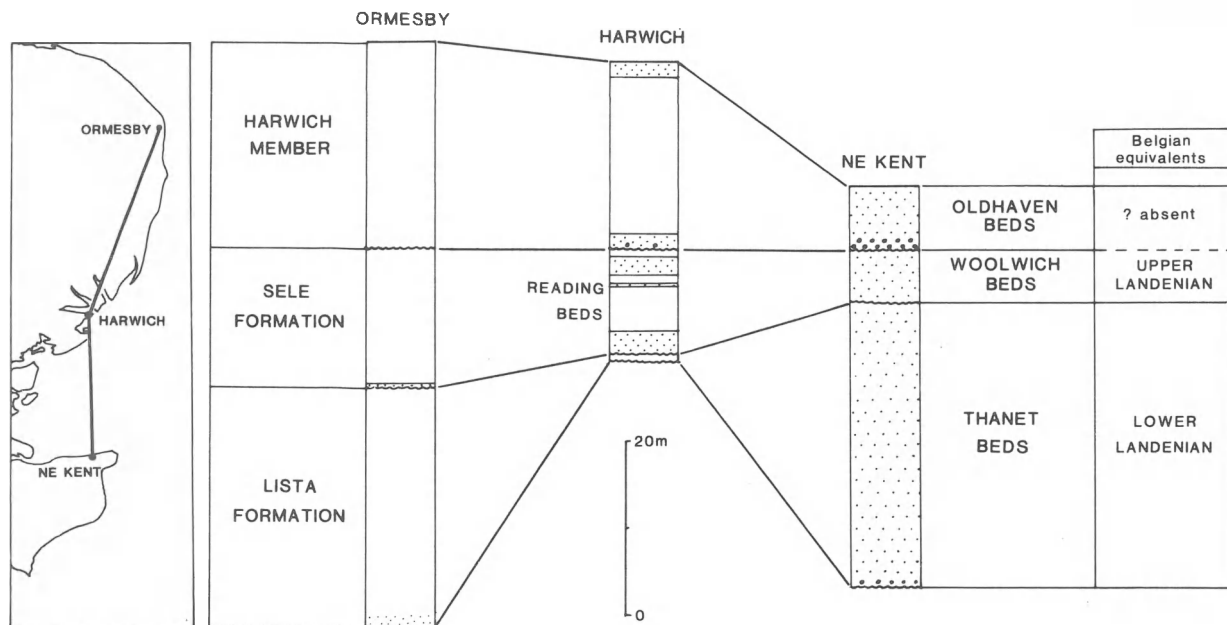 ORMESBY
HARWICH
NE KENT
ORMESBY
HARWICH
MEMBER
SELE
FORMATION
LISTA
FORMATION
HARWICH
READING
BEDS
20m
0
NE KENT
OLDHAVEN
BEDS
WOOLWICH
BEDS
THANET
BEDS
Belgian
equivalents
? absent
UPPER
LANDENIAN
LOWER
LANDENIAN